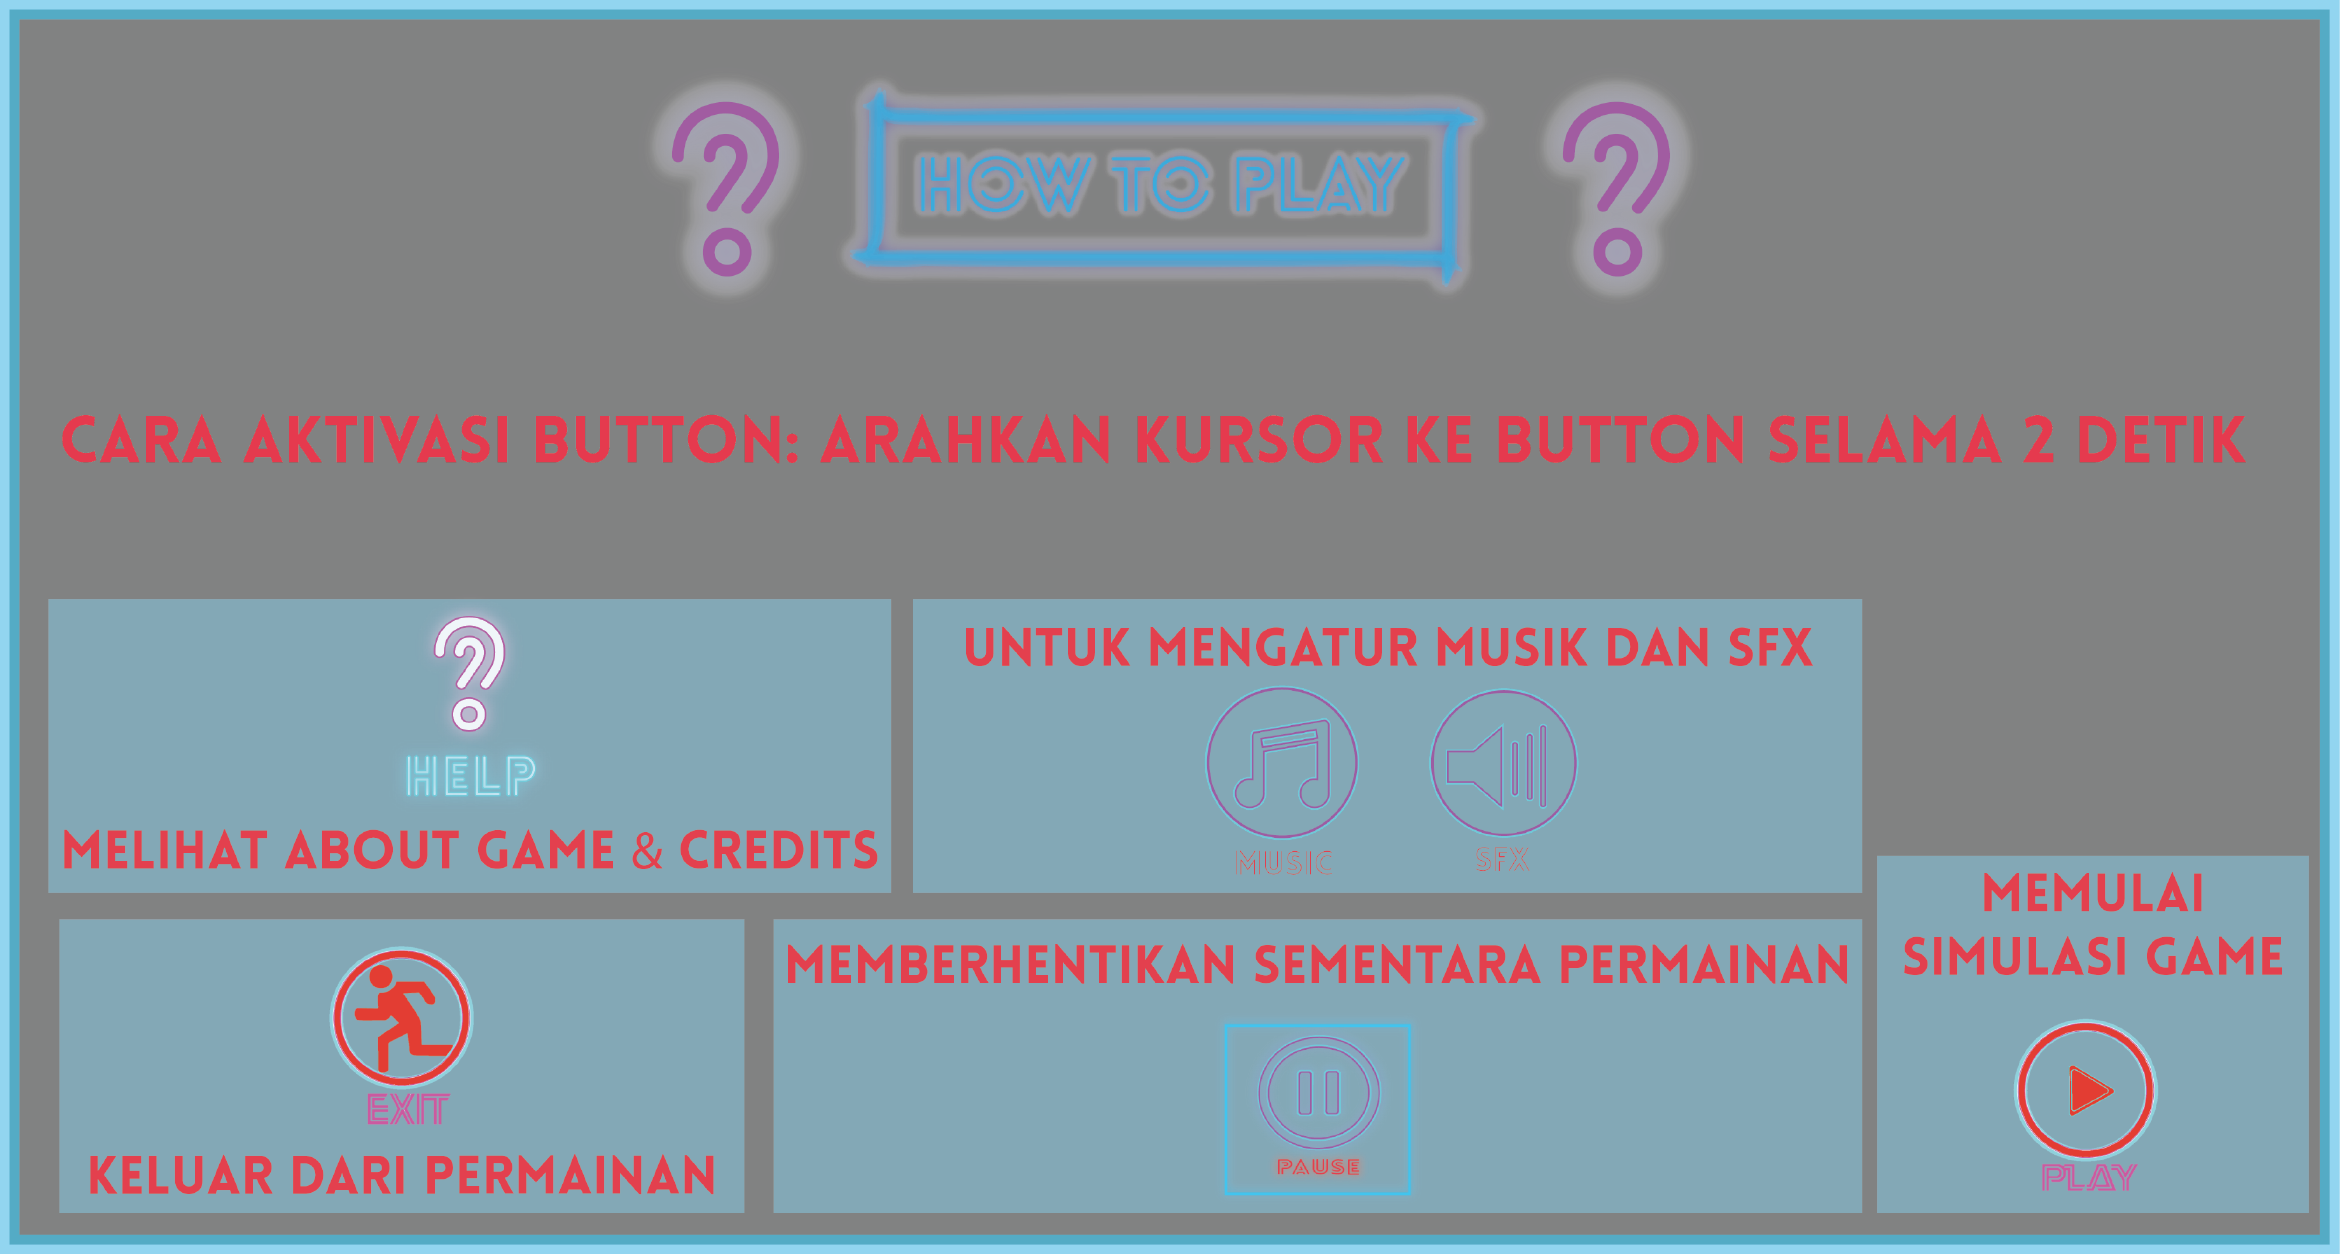 HOW TO PLAY
CARA AKTIVASI BUTTON: ARAHKAN KURSOR KE BUTTON SELAMA 2 DETIK
HELP
MELIHAT ABOUT GAME & CREDITS
UNTUK MENGATUR MUSIK DAN SFX
MUSIC
SFX
EXIT
KELUAR DARI PERMAINAN
MEMBERHENTIKAN SEMENTARA PERMAINAN
PAUSE
MEMULAI
SIMULASI GAME
PLAY